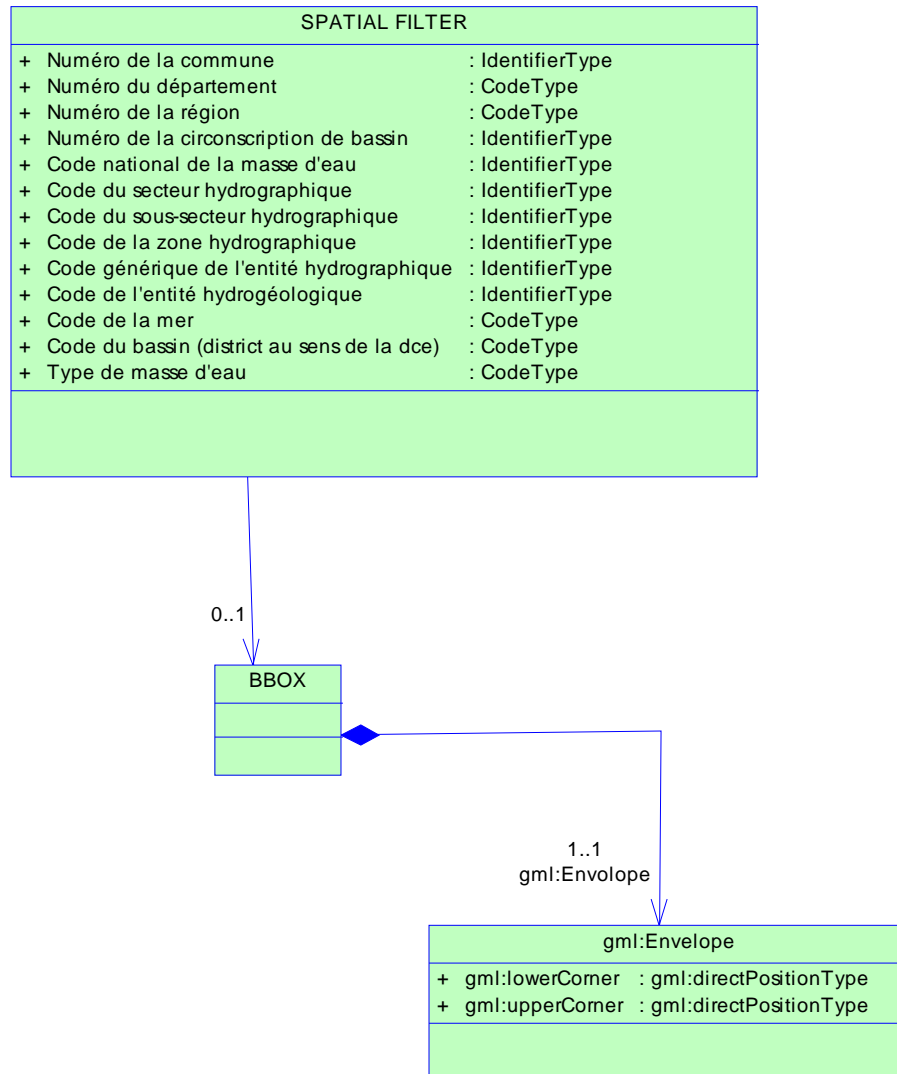 SPATIAL FILTER
+ Numéro de la commune : IdentifierType
+ Numéro du département : CodeType
+ Numéro de la région : CodeType
+ Numéro de la circonscription de bassin : IdentifierType
+ Code national de la masse d'eau : IdentifierType
+ Code du secteur hydrographique : IdentifierType
+ Code du sous-secteur hydrographique : IdentifierType
+ Code de la zone hydrographique : IdentifierType
+ Code générique de l'entité hydrographique : IdentifierType
+ Code de l'entité hydrogéologique : IdentifierType
+ Code de la mer : CodeType
+ Code du bassin (district au sens de la dce) : CodeType
+ Type de masse d'eau : CodeType
0..1
BBOX
1..1
gml:Envolope
gml:Envelope
+ gml:lowerCorner : gml:directPositionType
+ gml:upperCorner : gml:directPositionType